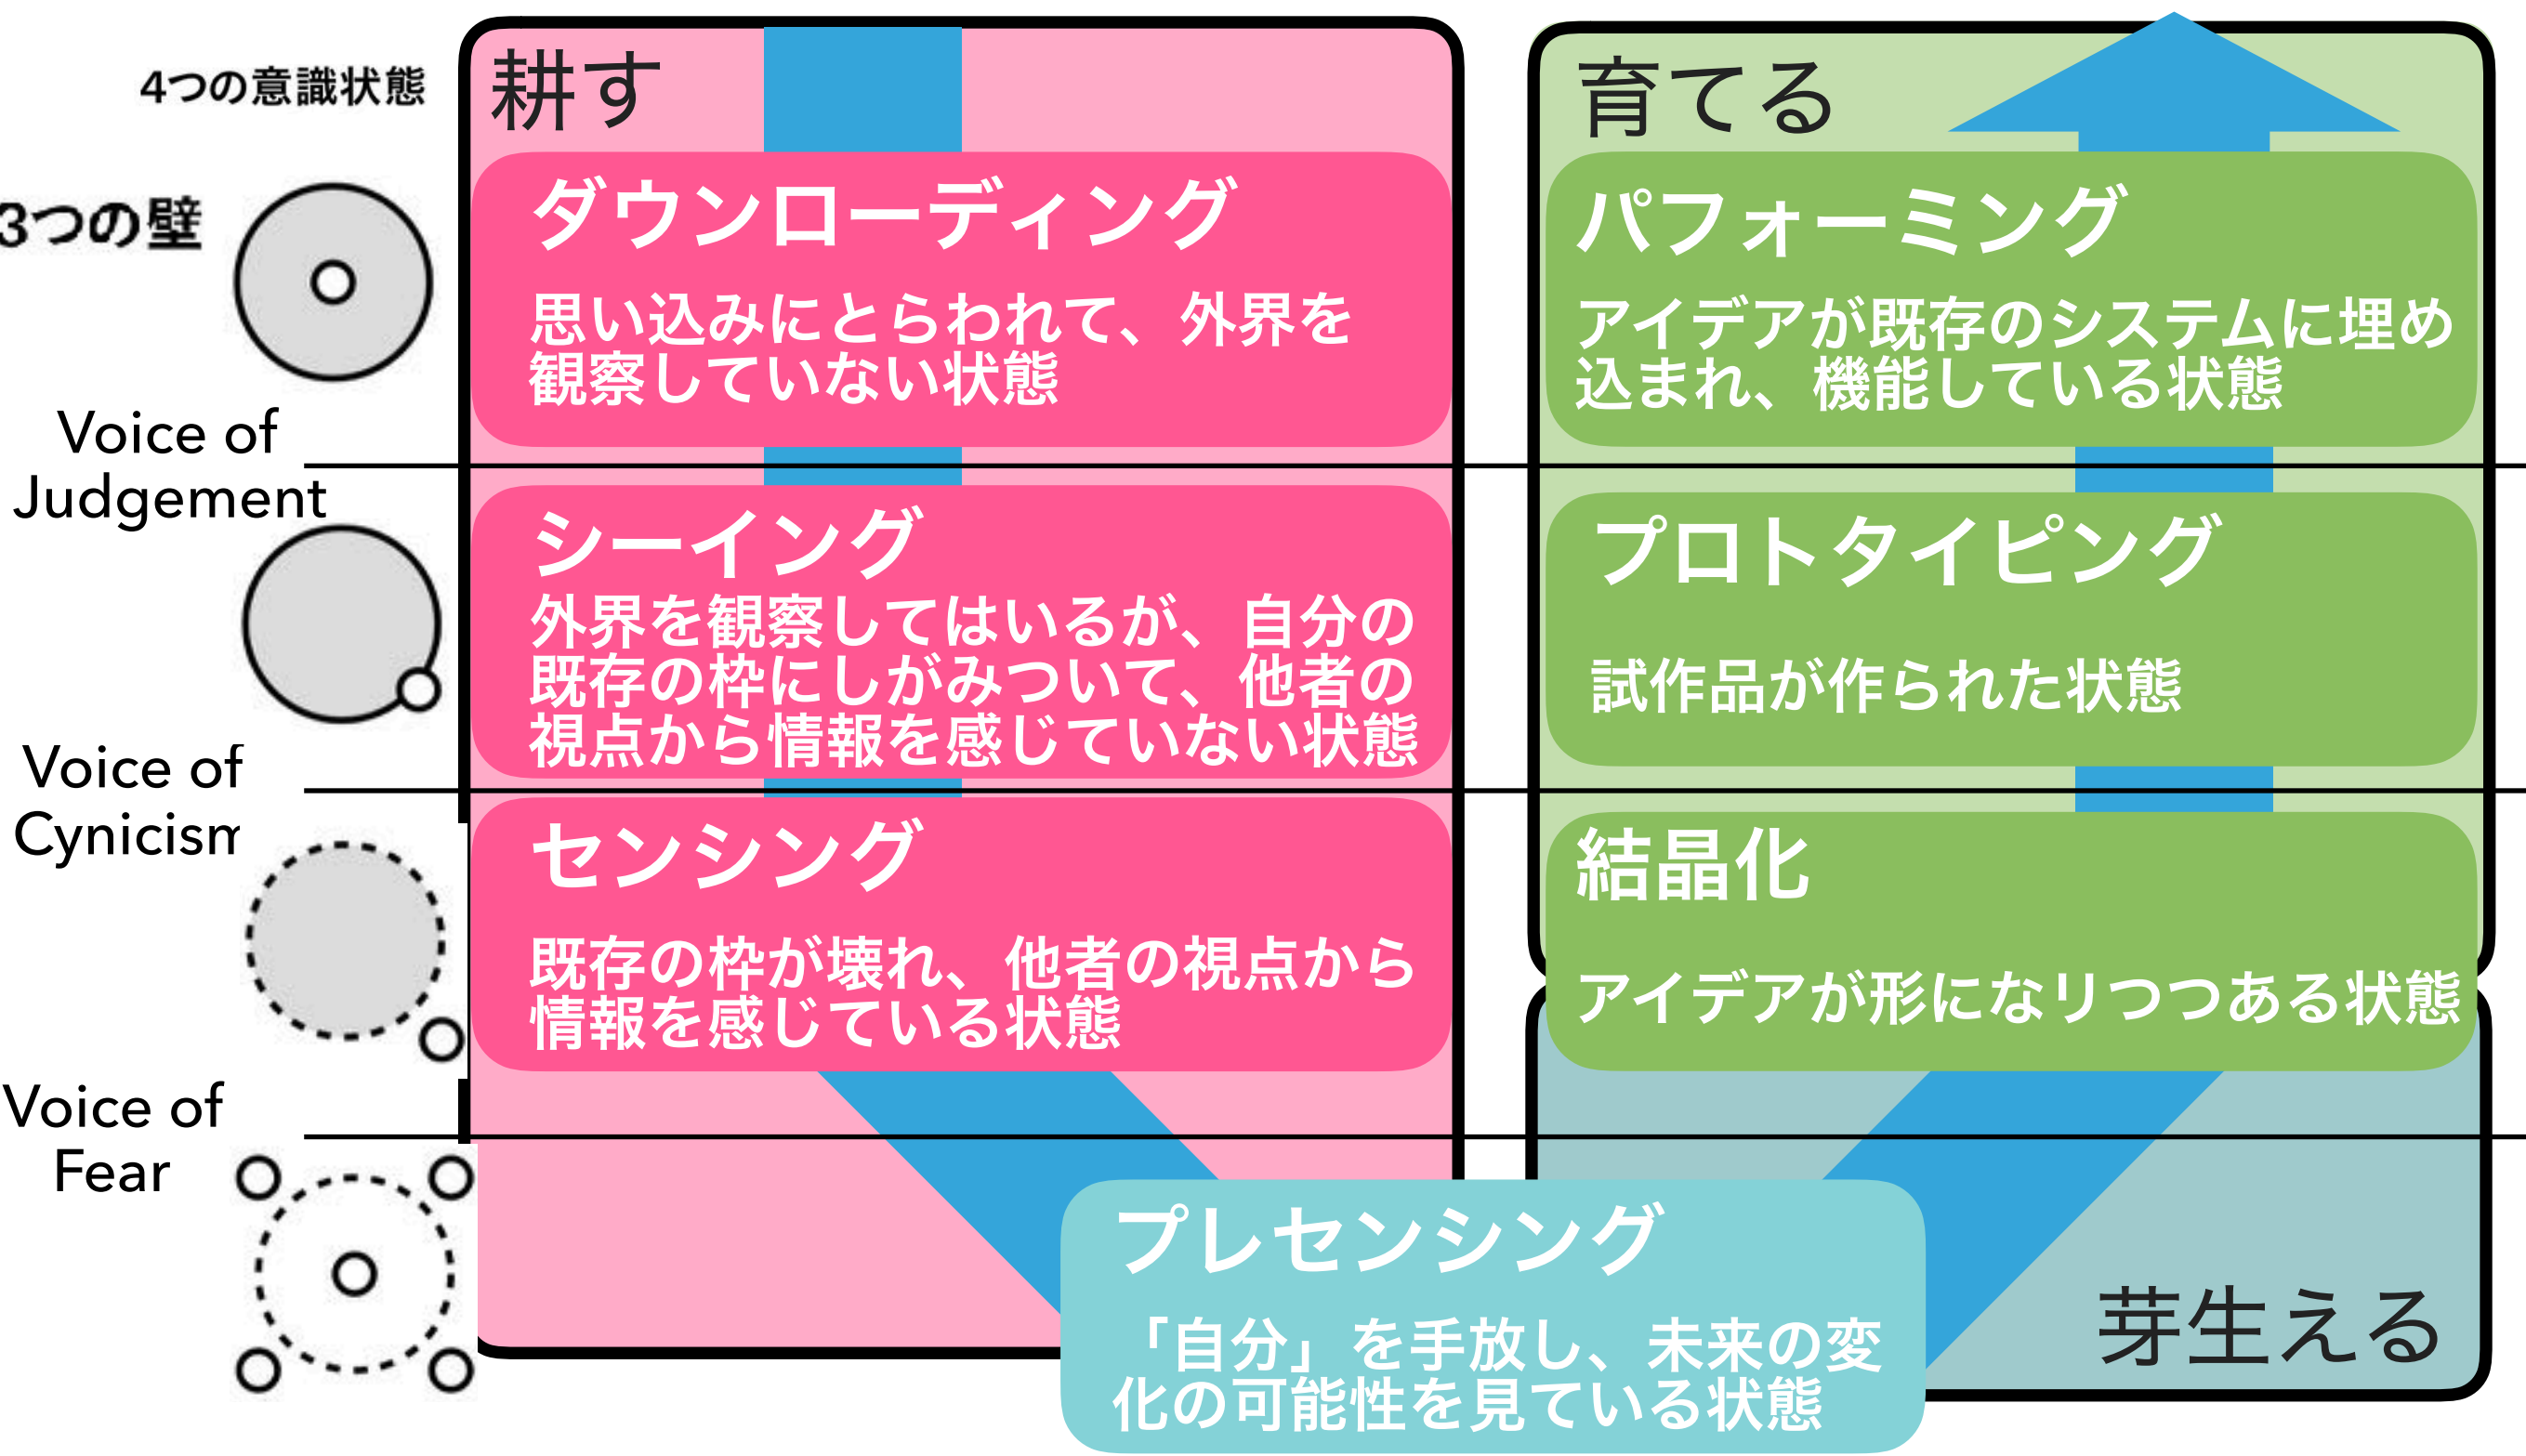 4つの意識状態
3つの壁
Voice of
Judgement
Voice of
Cynicism
Voice of
Fear
耕す
ダウンローディング
思い込みにとらわれて、外界を
観察していない状態
シーイング
外界を観察してはいるが、自分の
既存の枠にしがみついて、他者の
視点から情報を感じていない状態
センシング
既存の枠が壊れ、他者の視点から
情報を感じている状態
プレセンシング
「自分」を手放し、未来の変
化の可能性を見ている状態
芽生える
育てる
パフォーミング
アイデアが既存のシステムに埋め
込まれ、機能している状態
プロトタイピング
試作品が作られた状態
結晶化
アイデアが形になりつつある状態